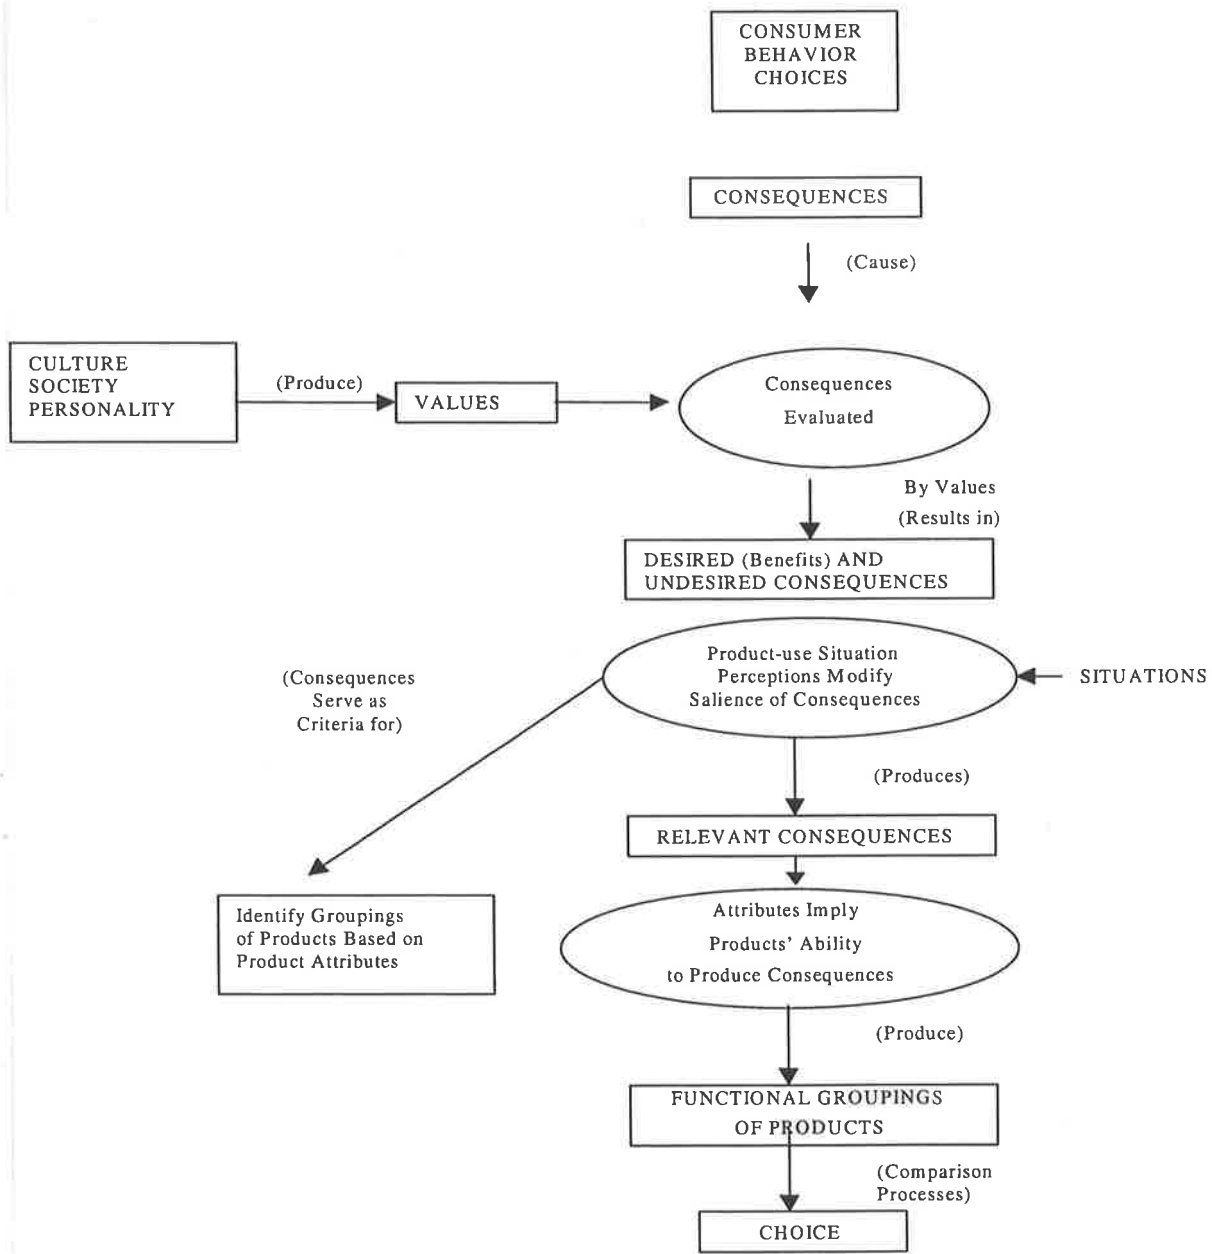 CONSUMER
BEHAVIOR
CHOICES
CONSEQUENCES
(Cause)
CULTURE
SOCIETY
PERSONALITY
(Produce)
VALUES
Consequences
Evaluated
By Values
(Results in)
DESIRED (Benefits) AND
UNDESIRED CONSEQUENCES
Product-use Situation
Perceptions Modify
Salience of Consequences
SITUATIONS
(Consequences
Serve as
Criteria for)
(Produces)
RELEVANT CONSEQUENCES
Identify Groupings
of Products Based on
Product Attributes
Attributes Imply
Products' Ability
to Produce Consequences
(Produce)
FUNCTIONAL GROUPINGS
OF PRODUCTS
(Comparison
Processes)
CHOICE